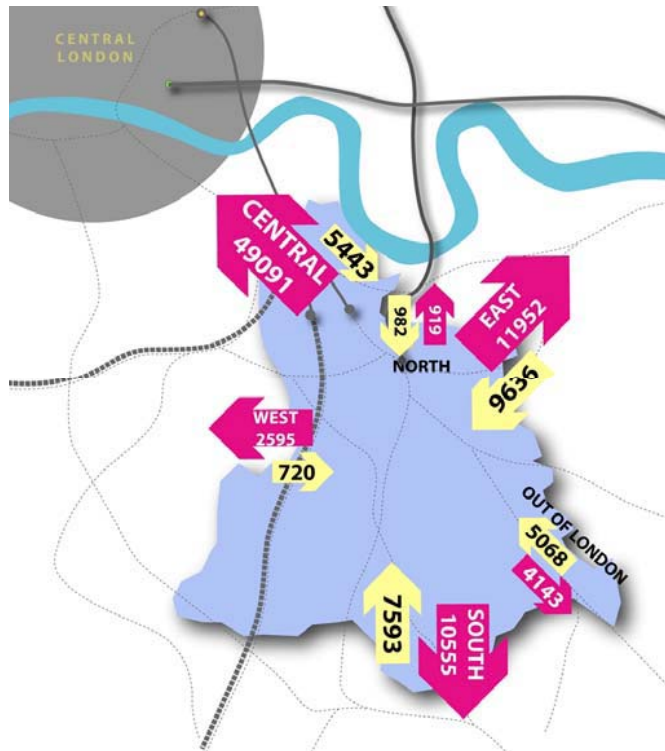 CENTRAL
LONDON
CENTRAL
49091
5443
982
919
NORTH
EAST
11952
9636
WEST
2595
720
OUT OF LONDON
5068
4143
7593
SOUTH
10555